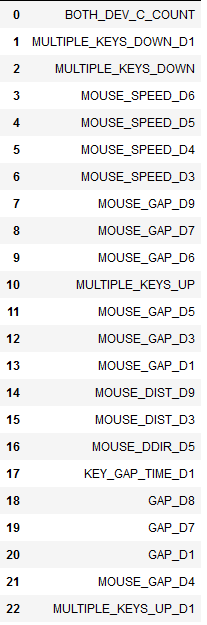 0 BOTH_DEV_C_COUNT
1 MULTIPLE_KEYS_DOWN_D1
2 MULTIPLE_KEYS_DOWN
3 MOUSE_SPEED_D6
4 MOUSE_SPEED_D5
5 MOUSE_SPEED_D4
6 MOUSE_SPEED_D3
7 MOUSE_GAP_D9
8 MOUSE_GAP_D7
9 MOUSE_GAP_D6
10 MULTIPLE_KEYS_UP
11 MOUSE_GAP_D5
12 MOUSE_GAP_D3
13 MOUSE_GAP_D1
14 MOUSE_DIST_D9
15 MOUSE_DIST_D3
16 MOUSE_DDIR_D5
17 KEY_GAP_TIME_D1
18 GAP_D8
19 GAP_D7
20 GAP_D1
21 MOUSE_GAP_D4
22 MULTIPLE_KEYS_UP_D1